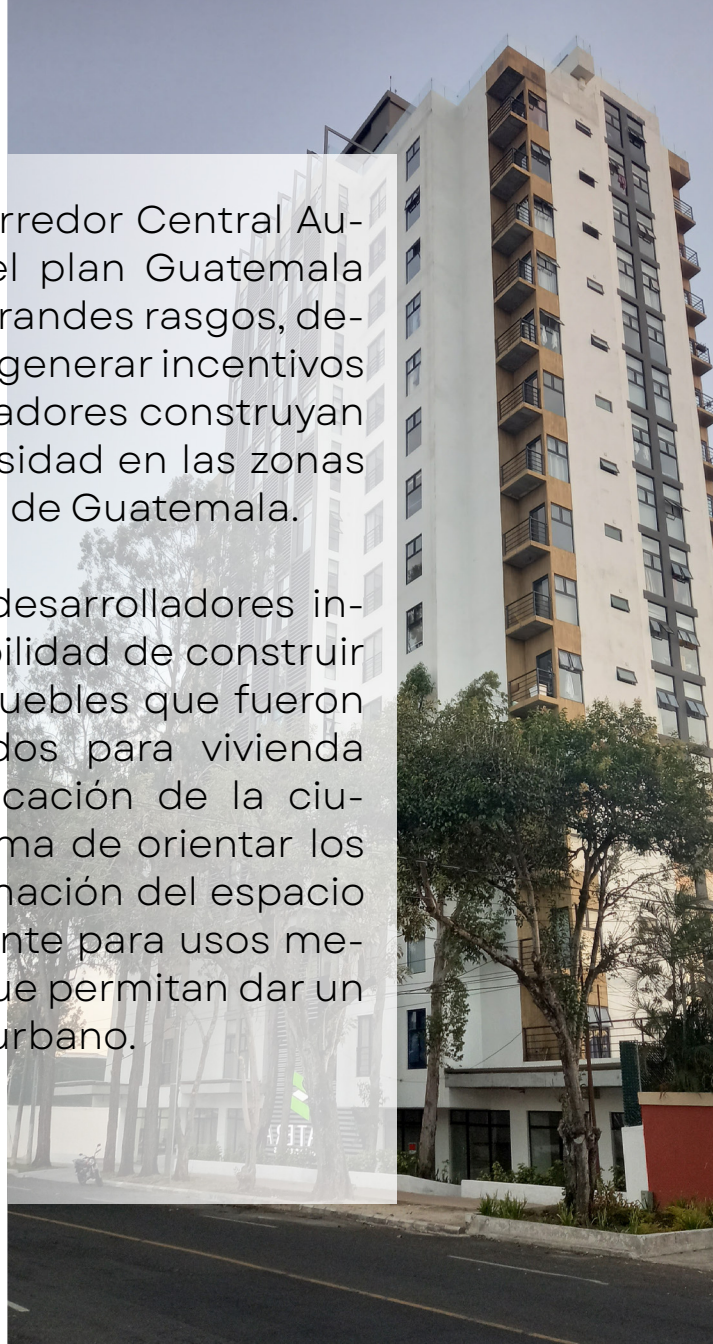 rredor Central Au-
el plan Guatemala
randes rasgos, de-
generar incentivos
adores construyan
sidad en las zonas
de Guatemala.
desarrolladores in-
bilidad de construir
uebles que fueron
dos para vivienda
cación de la ciu-
ma de orientar los
mación del espacio
nte para usos me-
ue permitan dar un
urbano.